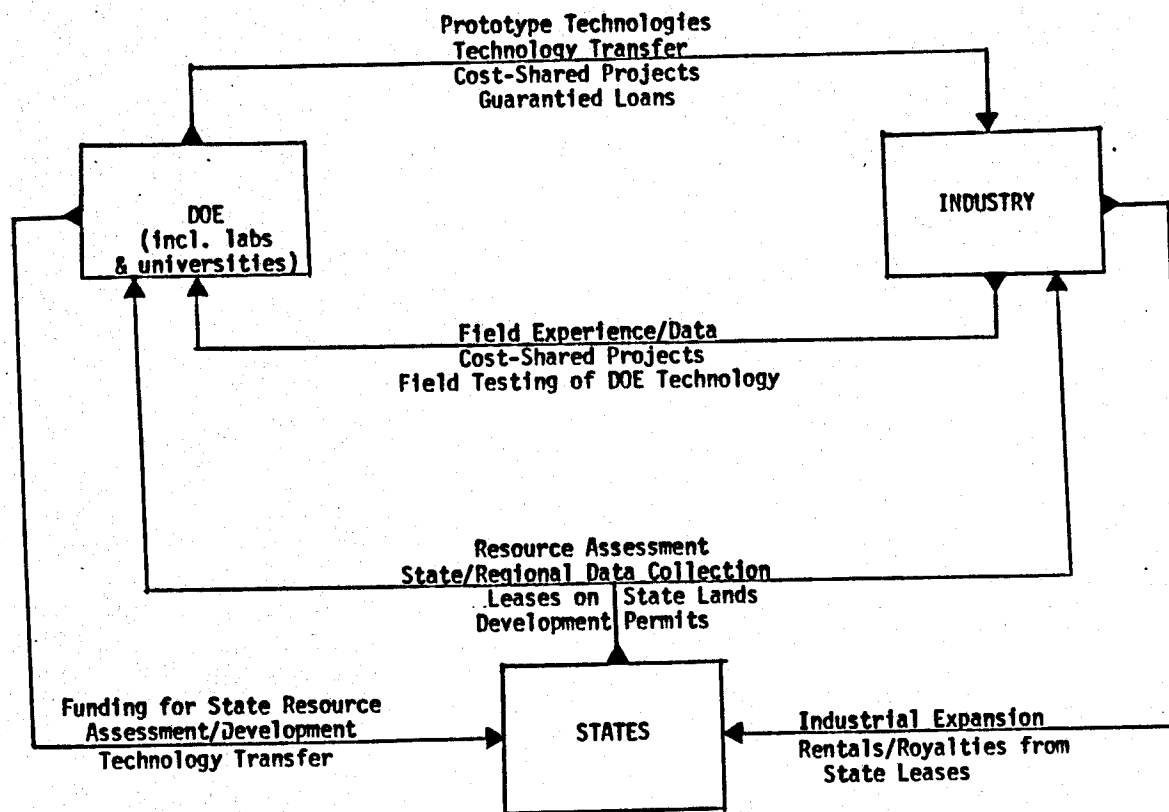 Prototype Technologies
Technology Transfer
Cost-Shared Projects
Guarantied Loans
DOE
(incl. labs
& universities)
INDUSTRY
Field Experience/Data
Cost-Shared Projects
Field Testing of DOE Technology
Resource Assessment
State/Regional Data Collection
Leases on State Lands
Development Permits
Funding for State Resource
Assessment/Development
Technology Transfer
STATES
Industrial Expansion
Rentals/Royalties from
State Leases